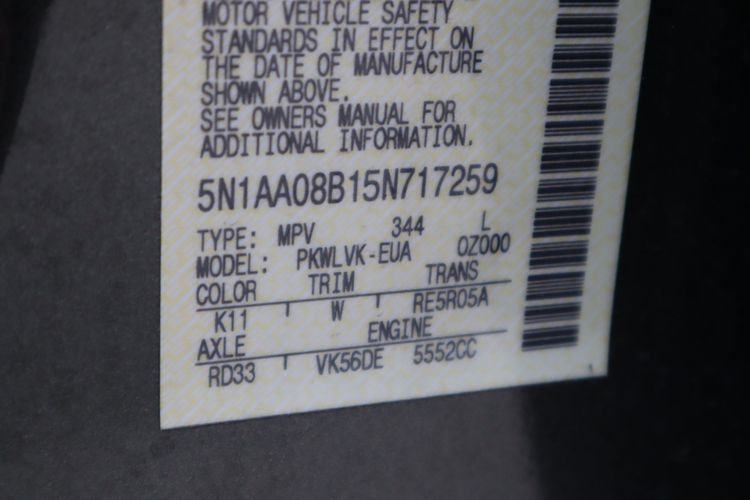 MOTOR VEHICLE SAFETY
STANDARDS IN EFFECT ON
THE DATE OF MANUFACTURE
SHOWN ABOVE.
SEE OWNERS MANUAL FOR
ADDITIONAL INFORMATION.
5N1AA08B15N717259
TYPE: MPV 344 L
MODEL: PKWLVK-EUA 0Z000
COLOR TRIM TRANS
K11 W RE5R05A
AXLE ENGINE
RD33 VK56DE 5552CC